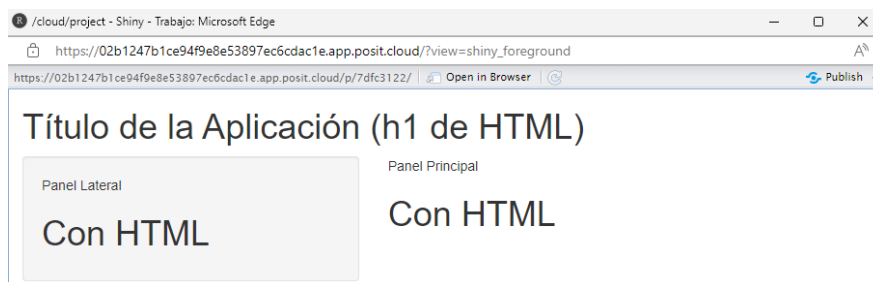 R /cloud/project - Shiny - Trabajo: Microsoft Edge
https://02b1247b1ce94f9e8e53897ec6cdac1e.app.posit.cloud/?view=shiny_foreground
https://02b1247b1ce94f9e8e53897ec6cdac1e.app.posit.cloud/p/7dfc3122/ Open in Browser Publish
Título de la Aplicación (h1 de HTML)
Panel Lateral
Con HTML
Panel Principal
Con HTML